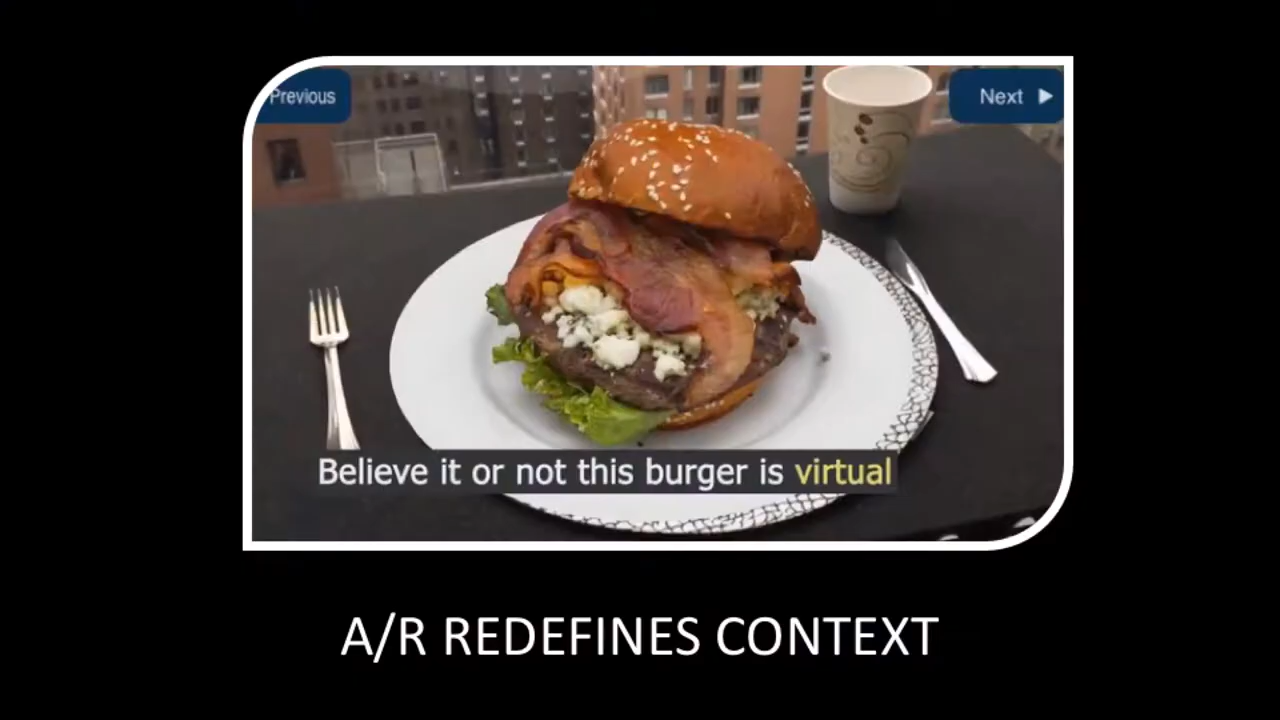 Previous
Next
Believe it or not this burger is virtual
A/R REDEFINES CONTEXT